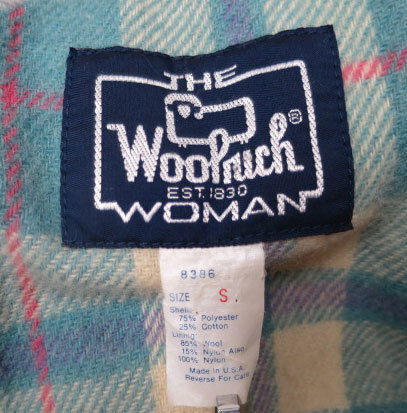 THE
Woolrich®
EST. 1830
WOMAN
8386
SIZE S.
Shell:
75% Polyester
25% Cotton
Lining:
85% Wool
15% Nylon Also
100% Nylon
Made in U.S.A.
Reverse For Care